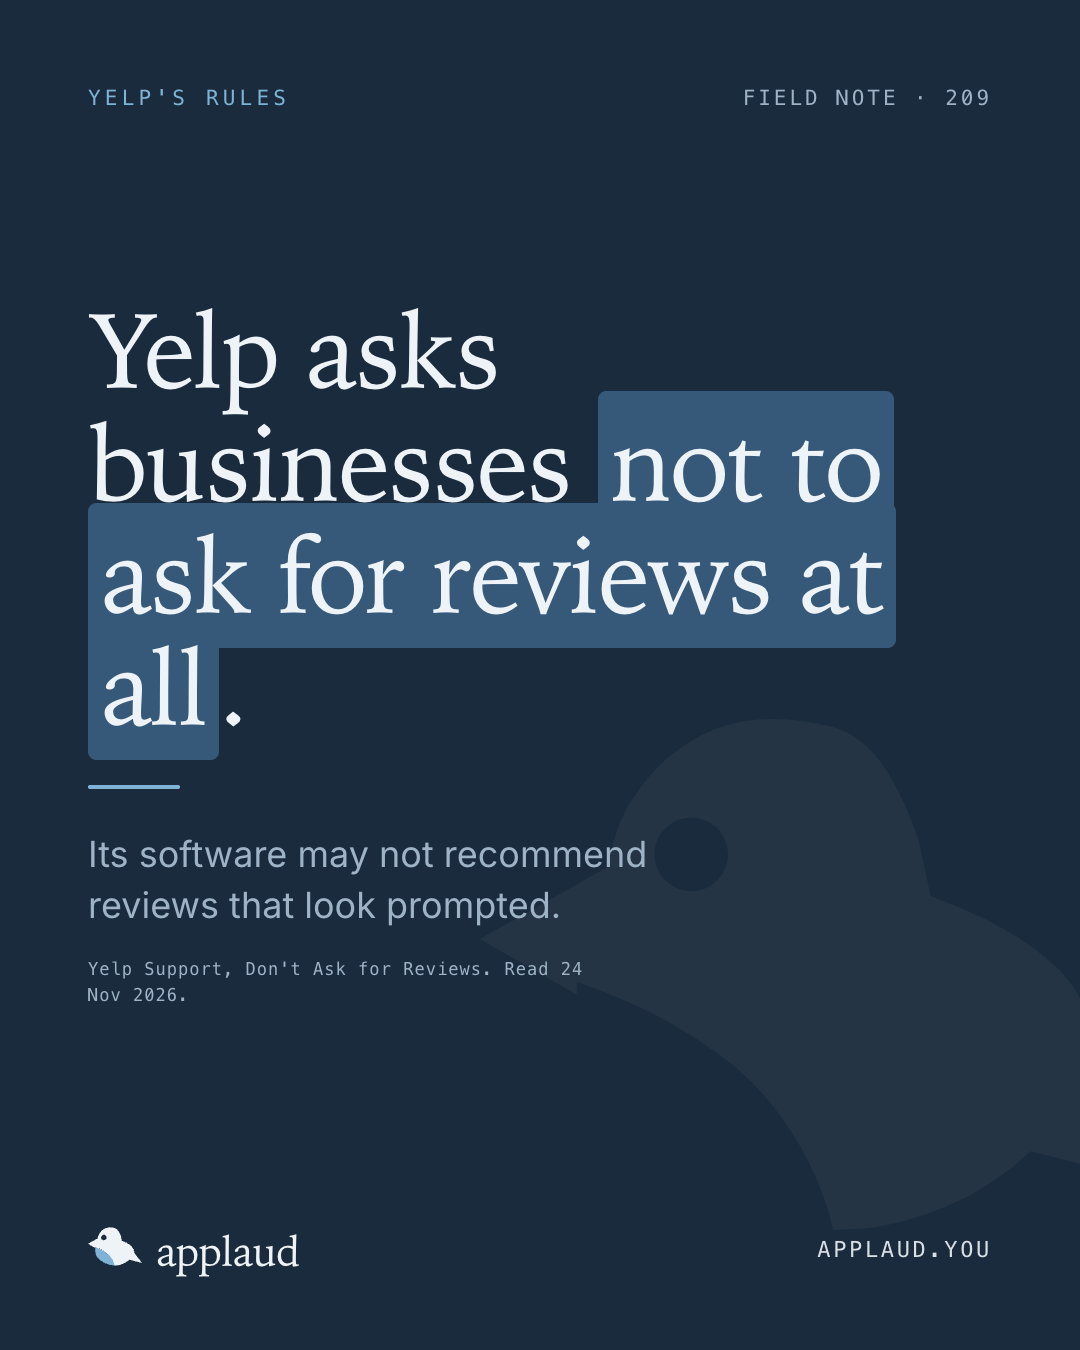 YELP'S RULES
FIELD NOTE · 209
Yelp asks
businesses not to
ask for reviews at
all.
Its software may not recommend
reviews that look prompted.
Yelp Support, Don't Ask for Reviews. Read 24
Nov 2026.
applaud
APPLAUD.YOU